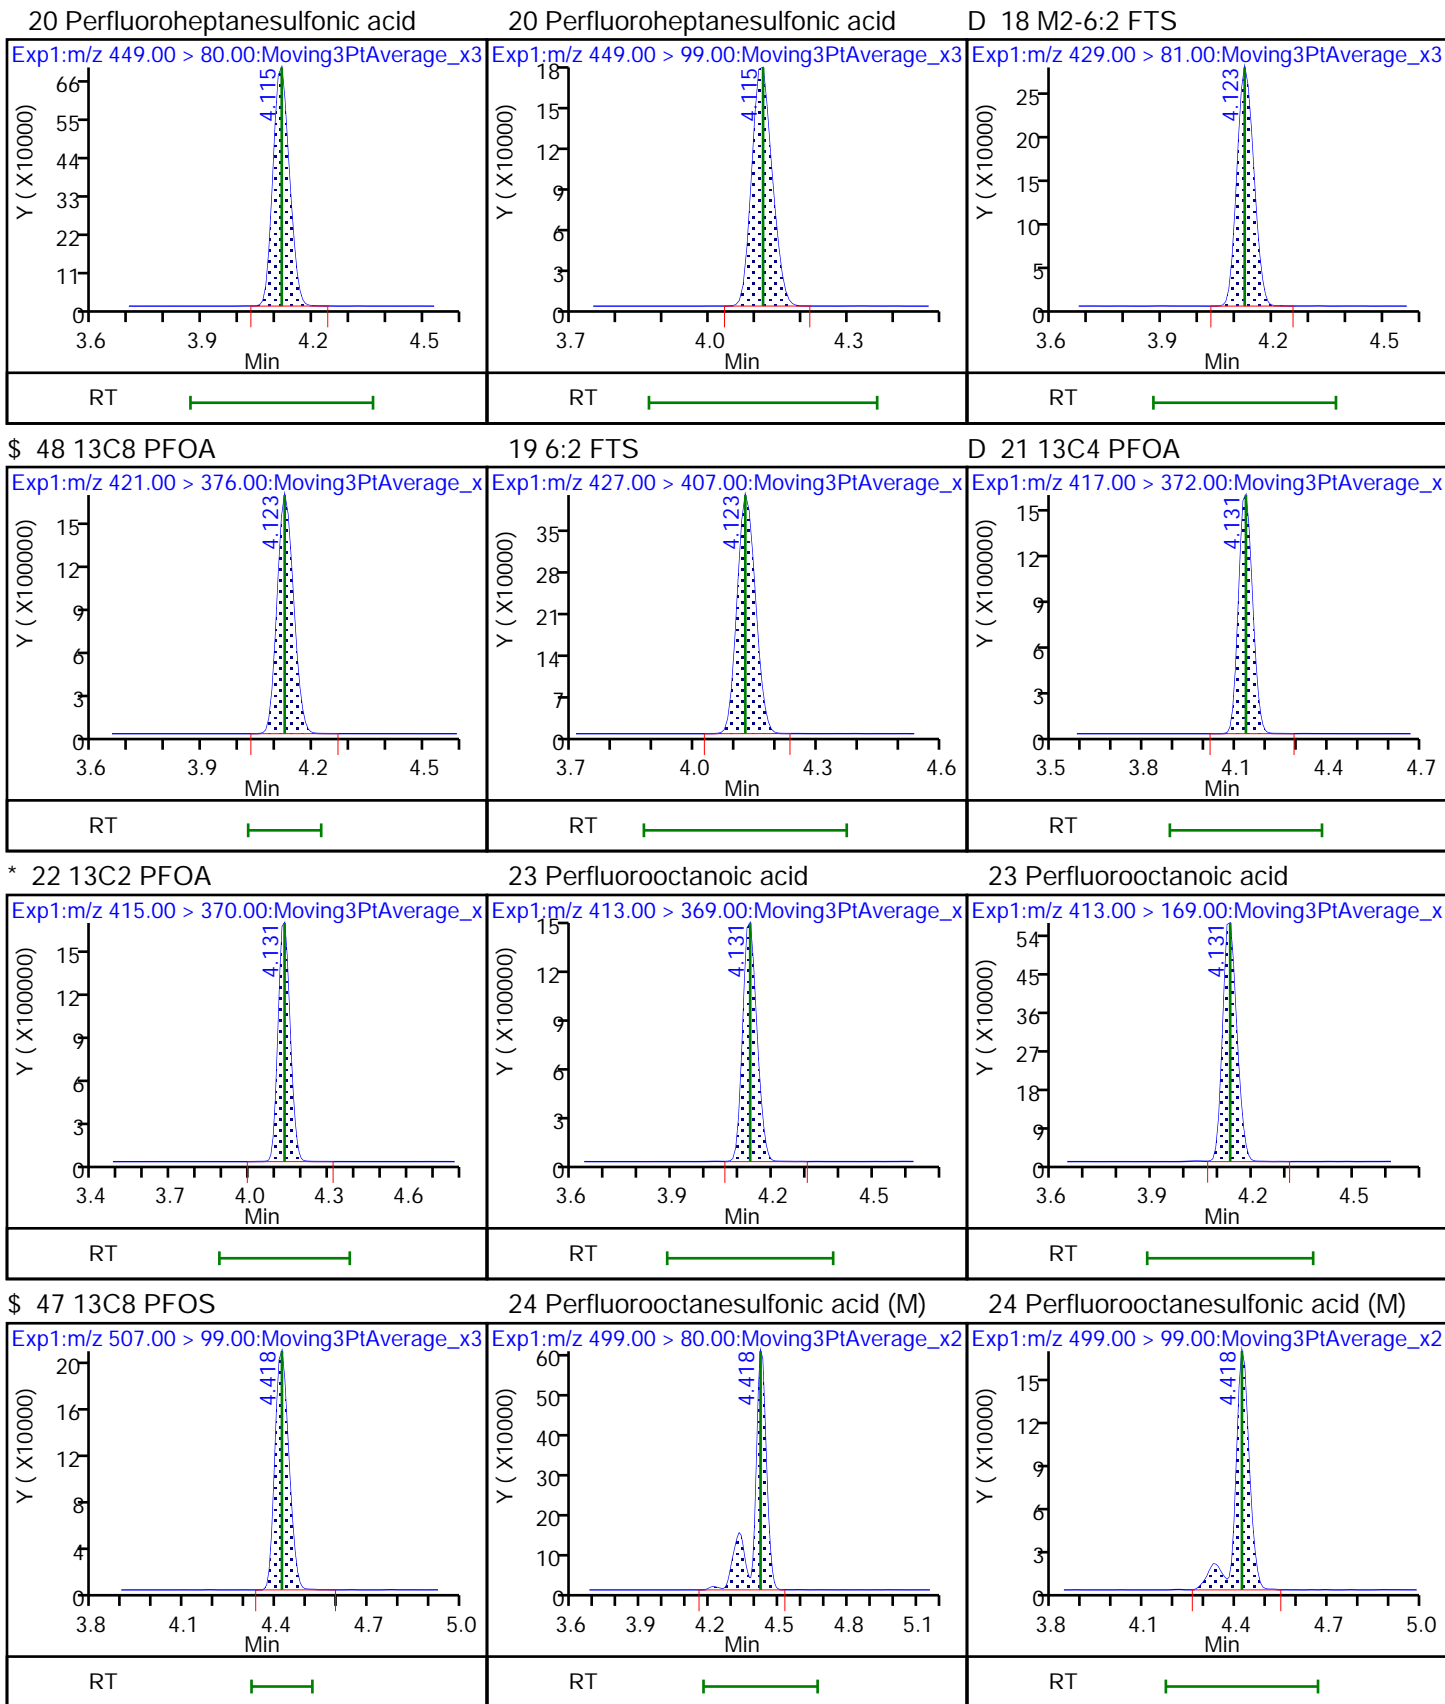 20 Perfluoroheptanesulfonic acid
Exp1:m/z 449.00 > 80.00:Moving3PtAverage_x3
4.115
Y ( X10000)
66
55
44
33
22
11
0
3.6 3.9 4.2 4.5
Min
RT
20 Perfluoroheptanesulfonic acid
Exp1:m/z 449.00 > 99.00:Moving3PtAverage_x3
4.115
Y ( X10000)
18
15
12
9
6
3
0
3.7 4.0 4.3
Min
RT
D 18 M2-6:2 FTS
Exp1:m/z 429.00 > 81.00:Moving3PtAverage_x3
4.123
Y ( X10000)
25
20
15
10
5
0
3.6 3.9 4.2 4.5
Min
RT
$ 48 13C8 PFOA
Exp1:m/z 421.00 > 376.00:Moving3PtAverage_x
4.123
Y ( X100000)
15
12
9
6
3
0
3.6 3.9 4.2 4.5
Min
RT
19 6:2 FTS
Exp1:m/z 427.00 > 407.00:Moving3PtAverage_x
4.123
Y ( X10000)
35
28
21
14
7
0
3.7 4.0 4.3 4.6
Min
RT
D 21 13C4 PFOA
Exp1:m/z 417.00 > 372.00:Moving3PtAverage_x
4.131
Y ( X100000)
15
12
9
6
3
0
3.5 3.8 4.1 4.4 4.7
Min
RT
* 22 13C2 PFOA
Exp1:m/z 415.00 > 370.00:Moving3PtAverage_x
4.131
Y ( X100000)
15
12
9
6
3
0
3.4 3.7 4.0 4.3 4.6
Min
RT
23 Perfluorooctanoic acid
Exp1:m/z 413.00 > 369.00:Moving3PtAverage_x
4.131
Y ( X100000)
15
12
9
6
3
0
3.6 3.9 4.2 4.5
Min
RT
23 Perfluorooctanoic acid
Exp1:m/z 413.00 > 169.00:Moving3PtAverage_x
4.131
Y ( X10000)
54
45
36
27
18
9
0
3.6 3.9 4.2 4.5
Min
RT
$ 47 13C8 PFOS
Exp1:m/z 507.00 > 99.00:Moving3PtAverage_x3
4.418
Y ( X10000)
20
16
12
8
4
0
3.8 4.1 4.4 4.7 5.0
Min
RT
24 Perfluorooctanesulfonic acid (M)
Exp1:m/z 499.00 > 80.00:Moving3PtAverage_x2
4.418
Y ( X10000)
60
50
40
30
20
10
0
3.6 3.9 4.2 4.5 4.8 5.1
Min
RT
24 Perfluorooctanesulfonic acid (M)
Exp1:m/z 499.00 > 99.00:Moving3PtAverage_x2
4.418
Y ( X10000)
15
12
9
6
3
0
3.8 4.1 4.4 4.7 5.0
Min
RT